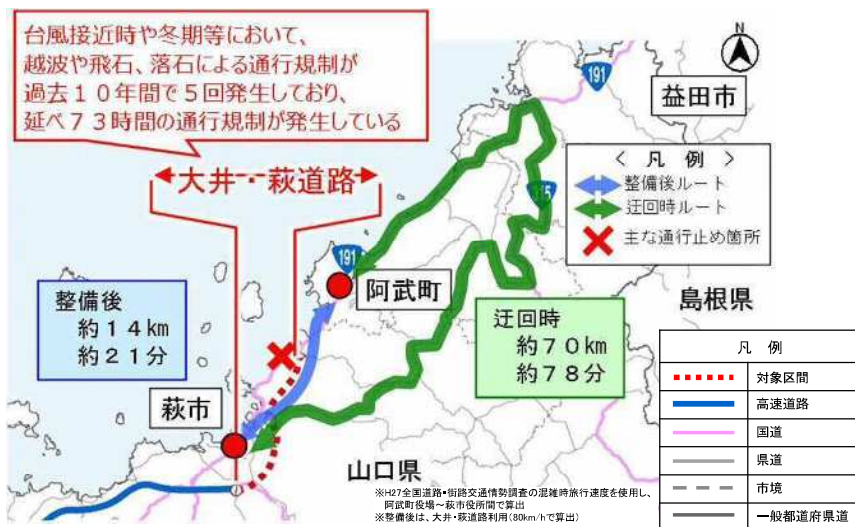 台風接近時や冬期等において、
越波や飛石、落石による通行規制が
過去１０年間で５回発生しており、
延べ７３時間の通行規制が発生している
N
191
益田市
＜ 凡 例 ＞
整備後ルート
迂回時ルート
主な通行止め箇所
大井・萩道路
191
阿武町
島根県
整備後
約１４km
約２１分
迂回時
約７０km
約７８分
萩市
山口県
凡 例
対象区間
高速道路
国道
県道
市境
一般都道府県道
※H27全国道路・街路交通情勢調査の混雑時旅行速度を使用し、
阿武町役場～萩市役所間で算出
※整備後は、大井・萩道路利用(80km/hで算出)